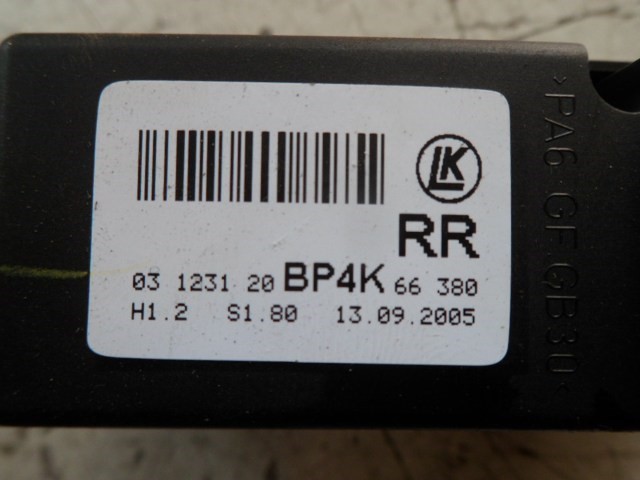 LK
RR
03 1231 20 BP4K 66 380
H1.2 S1.80 13.09.2005
>PA6 GF GB30<